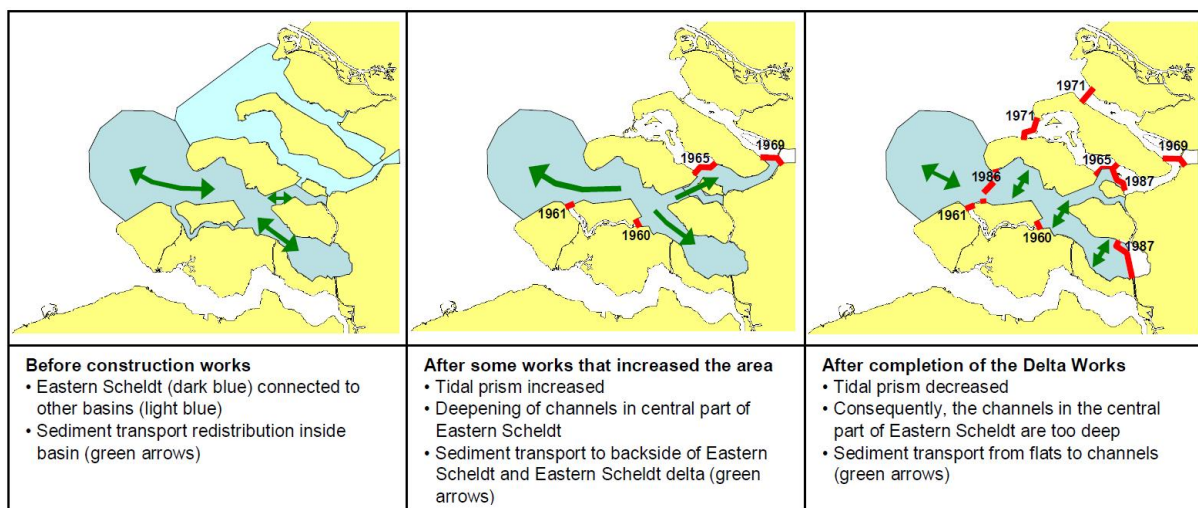 1965
1969
1961
1960
1971
1971
1969
1965
1986
1987
1961
1960
1987
Before construction works
• Eastern Scheldt (dark blue) connected to
other basins (light blue)
• Sediment transport redistribution inside
basin (green arrows)
After some works that increased the area
• Tidal prism increased
• Deepening of channels in central part of
Eastern Scheldt
• Sediment transport to backside of Eastern
Scheldt and Eastern Scheldt delta (green
arrows)
After completion of the Delta Works
• Tidal prism decreased
• Consequently, the channels in the central
part of Eastern Scheldt are too deep
• Sediment transport from flats to channels
(green arrows)